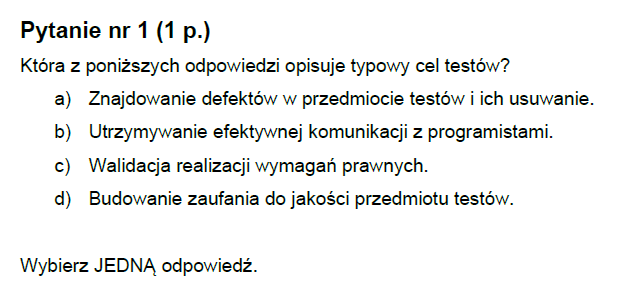 Pytanie nr 1 (1 p.)
Która z poniższych odpowiedzi opisuje typowy cel testów?
a) Znajdowanie defektów w przedmiocie testów i ich usuwanie.
b) Utrzymywanie efektywnej komunikacji z programistami.
c) Walidacja realizacji wymagań prawnych.
d) Budowanie zaufania do jakości przedmiotu testów.
Wybierz JEDNĄ odpowiedź.